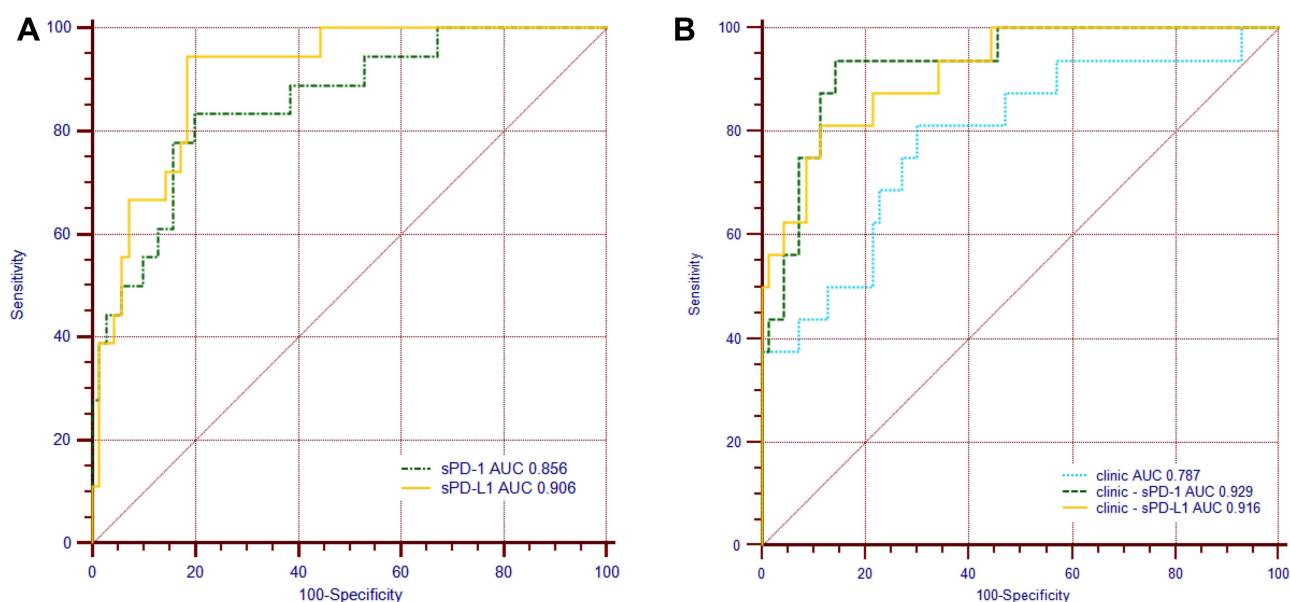 A
100
80
60
40
20
0
Sensitivity
sPD-1 AUC 0.856
sPD-L1 AUC 0.906
0 20 40 60 80 100
100-Specificity
B
100
80
60
40
20
0
Sensitivity
clinic AUC 0.787
clinic - sPD-1 AUC 0.929
clinic - sPD-L1 AUC 0.916
0 20 40 60 80 100
100-Specificity